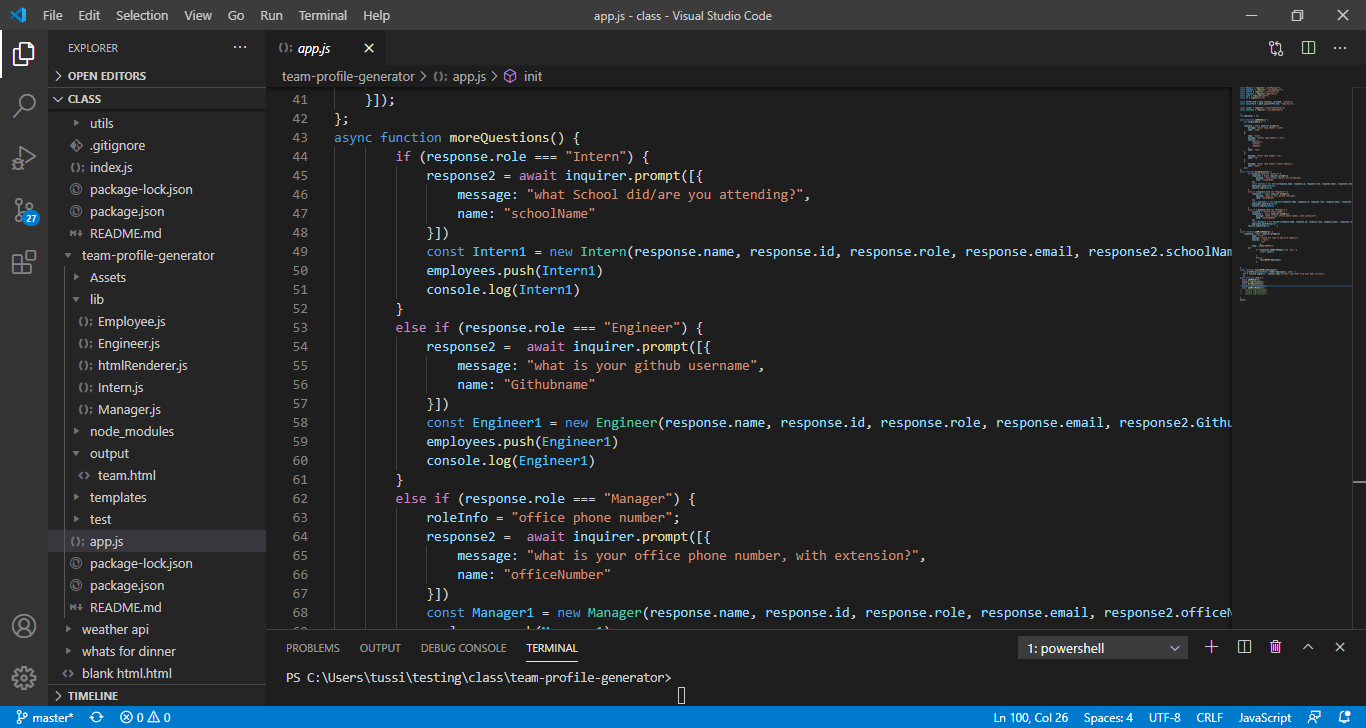 File Edit Selection View Go Run Terminal Help app.js - class - Visual Studio Code
EXPLORER
OPEN EDITORS
CLASS
utils
.gitignore
index.js
package-lock.json
package.json
README.md
team-profile-generator
Assets
lib
Employee.js
Engineer.js
htmlRenderer.js
Intern.js
Manager.js
node_modules
output
team.html
templates
test
app.js
package-lock.json
package.json
README.md
weather api
whats for dinner
blank html.html
TIMELINE
27
app.js
team-profile-generator > app.js > init
41 }]);
42 };
43 async function moreQuestions() {
44 if (response.role === "Intern") {
45 response2 = await inquirer.prompt([{
46 message: "what School did/are you attending?",
47 name: "schoolName"
48 }])
49 const Intern1 = new Intern(response.name, response.id, response.role, response.email, response2.schoolNam
50 employees.push(Intern1)
51 console.log(Intern1)
52 }
53 else if (response.role === "Engineer") {
54 response2 =  await inquirer.prompt([{
55 message: "what is your github username",
56 name: "Githubname"
57 }])
58 const Engineer1 = new Engineer(response.name, response.id, response.role, response.email, response2.Githu
59 employees.push(Engineer1)
60 console.log(Engineer1)
61 }
62 else if (response.role === "Manager") {
63 roleInfo = "office phone number";
64 response2 =  await inquirer.prompt([{
65 message: "what is your office phone number, with extension?",
66 name: "officeNumber"
67 }])
68 const Manager1 = new Manager(response.name, response.id, response.role, response.email, response2.officeN
PROBLEMS OUTPUT DEBUG CONSOLE TERMINAL 1: powershell
PS C:\Users\tussi\testing\class\team-profile-generator>
master* 0 0 Ln 100, Col 26 Spaces: 4 UTF-8 CRLF JavaScript